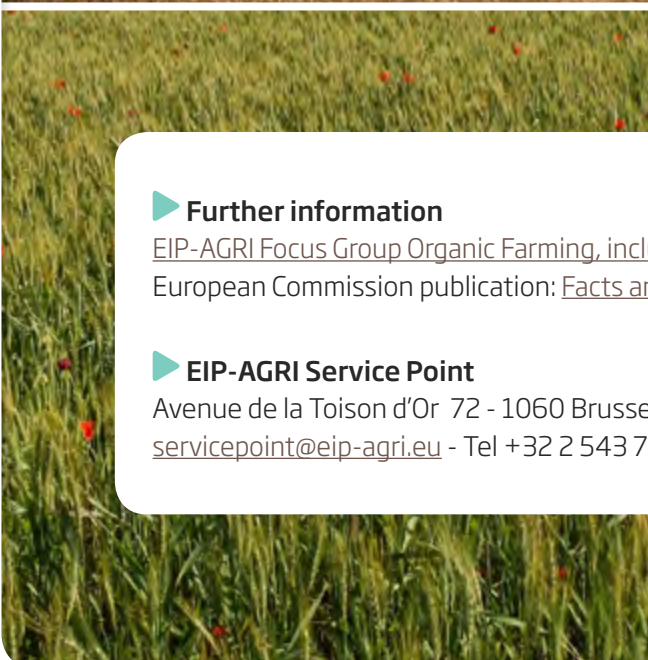 Further information
EIP-AGRI Focus Group Organic Farming, incl
European Commission publication: Facts a
EIP-AGRI Service Point
Avenue de la Toison d'Or 72 - 1060 Brusse
servicepoint@eip-agri.eu - Tel +32 2 543 7